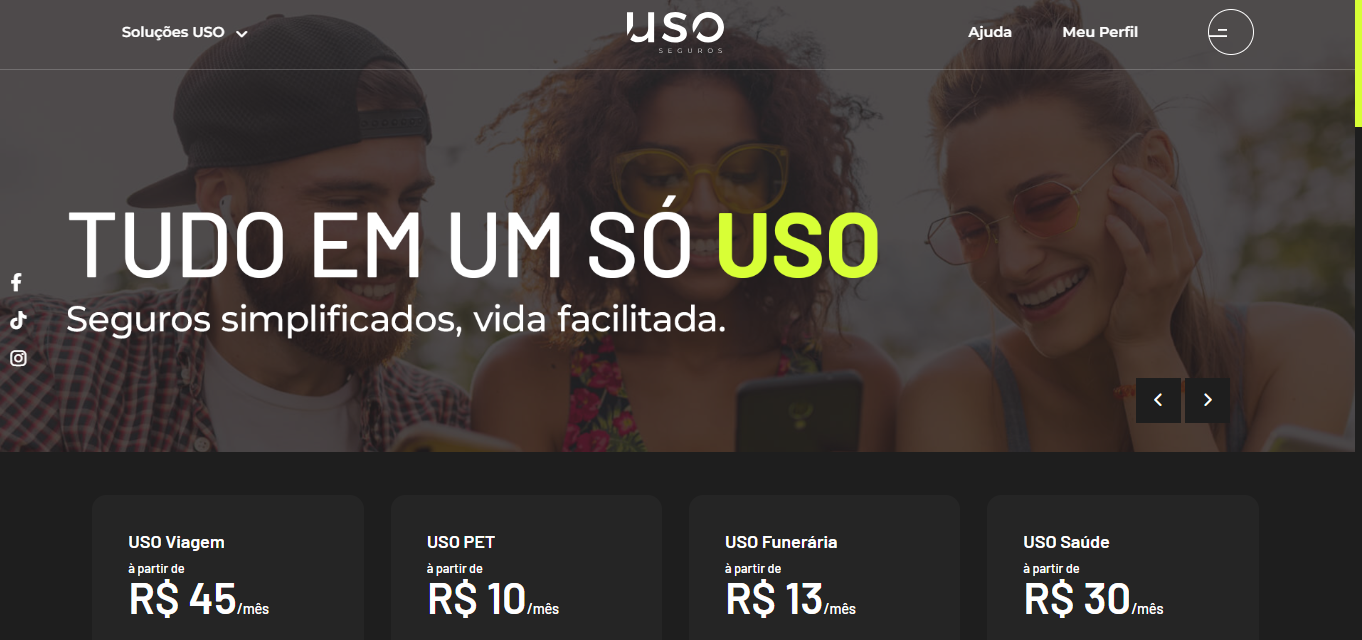 Soluções USO
uso
SEGUROS
Ajuda
Meu Perfil
TUDO EM UM SÓ USO
Seguros simplificados, vida facilitada.
USO Viagem
à partir de
R$ 45/mês
USO PET
à partir de
R$ 10/mês
USO Funerária
à partir de
R$ 13/mês
USO Saúde
à partir de
R$ 30/mês